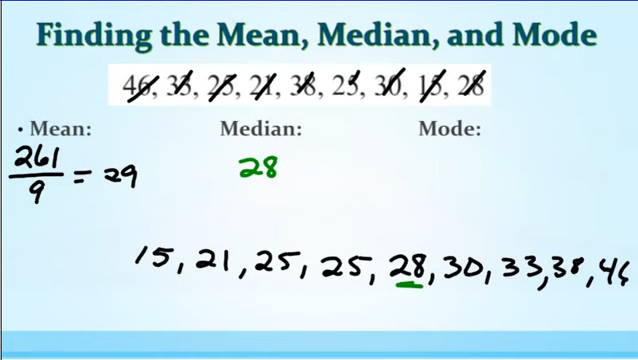 Finding the Mean, Median, and Mode
46, 33, 25, 21, 38, 25, 30, 15, 28
• Mean: Median: Mode:
261/9 = 29 28
15, 21, 25, 25, 28, 30, 33, 38, 46